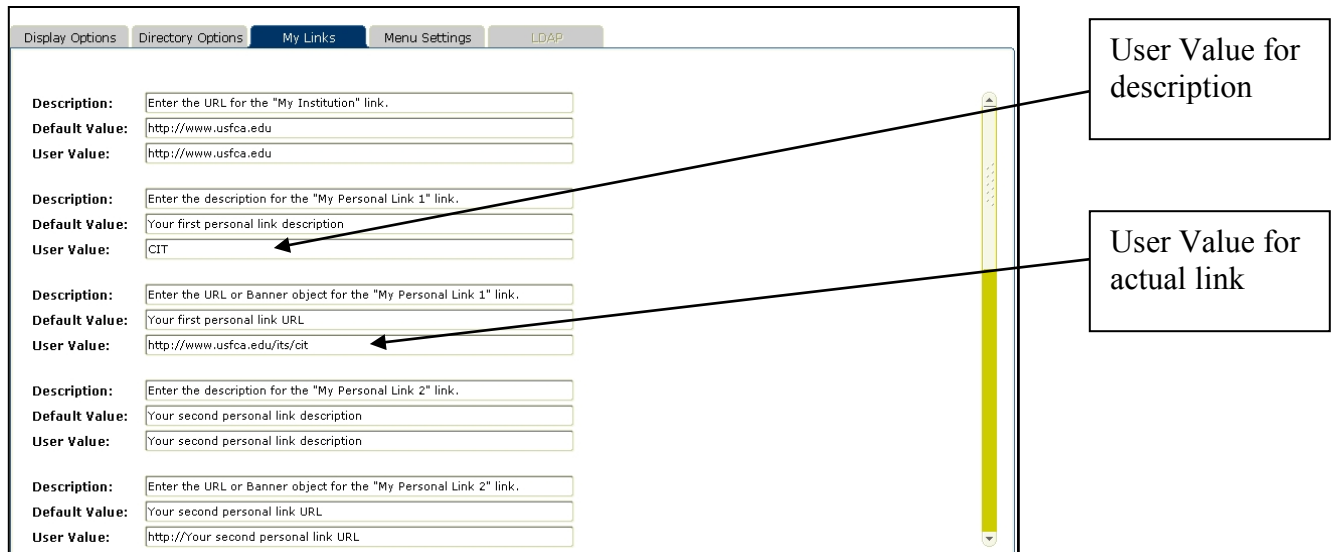 Display Options Directory Options My Links Menu Settings LDAP
Description: Enter the URL for the "My Institution" link.
Default Value: http://www.usfca.edu
User Value: http://www.usfca.edu
Description: Enter the description for the "My Personal Link 1" link.
Default Value: Your first personal link description
User Value: CIT
Description: Enter the URL or Banner object for the "My Personal Link 1" link.
Default Value: Your first personal link URL
User Value: http://www.usfca.edu/its/cit
Description: Enter the description for the "My Personal Link 2" link.
Default Value: Your second personal link description
User Value: Your second personal link description
Description: Enter the URL or Banner object for the "My Personal Link 2" link.
Default Value: Your second personal link URL
User Value: http://Your second personal link URL
User Value for
description
User Value for
actual link